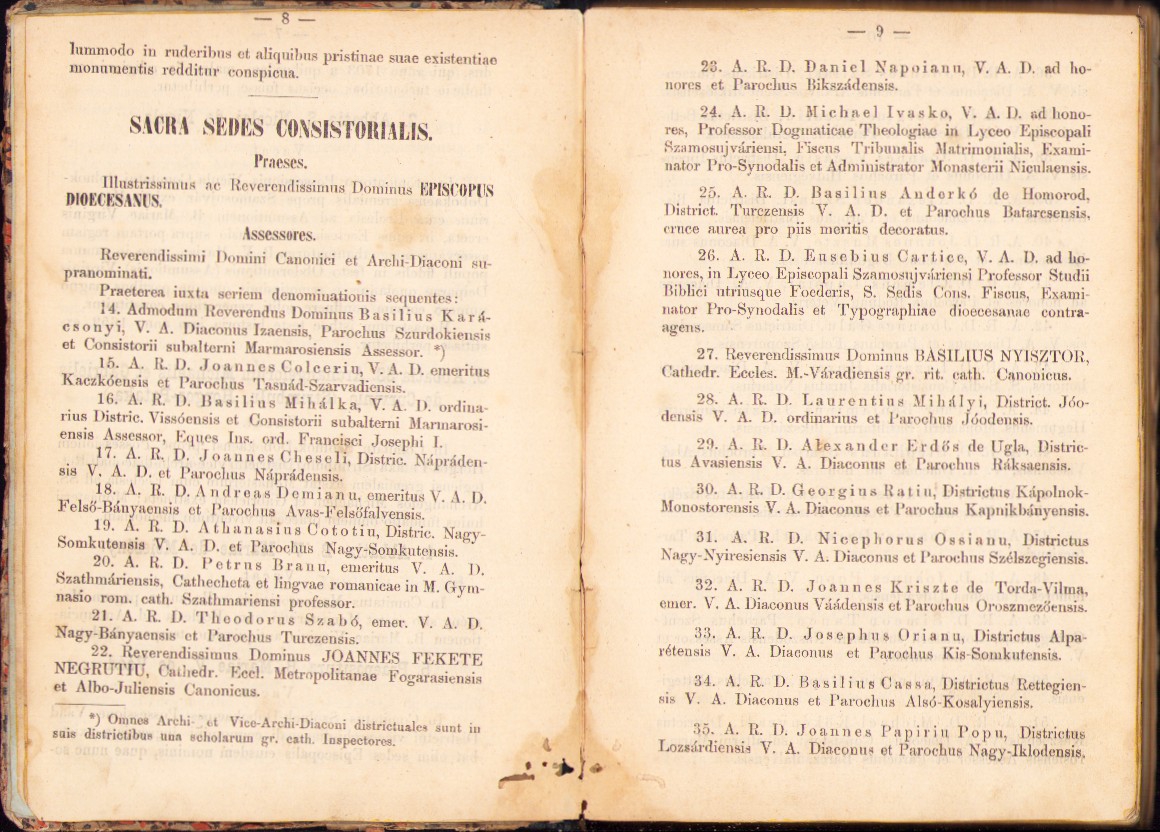 — 8 —
lummodo in ruderibus et aliquibus pristinae suae existentiae
monumentis redditur conspicua.
SACRA SEDES CONSISTORIALIS.
Praeses.
Illustrissimus ac Reverendissimus Dominus EPISCOPUS
DIOECESANUS.
Assessores.
Reverendissimi Domini Canonici et Archi-Diaconi su-
pranominati.
Praeterea iuxta seriem denominationis sequentes:
14. Admodum Reverendus Dominus Basilius Kará-
csonyi, V. A. Diaconus Izaensis, Parochus Szurdokiensis
et Consistorii subalterni Marmarosiensis Assessor. *)
15. A. R. D. Joannes Colceriu, V. A. D. emeritus
Kaczkóensis et Parochus Tasnád-Szarvadiensis.
16. A. R. D. Basilius Mihálka, V. A. D. ordina-
rius Distric. Vissóensis et Consistorii subalterni Marmarosi-
ensis Assessor, Eques Ins. ord. Francisci Josephi I.
17. A. R. D. Joannes Cheseli, Distric. Nápráden-
sis V. A. D. et Parochus Náprádensis.
18. A. R. D. Andreas Demianu, emeritus V. A. D.
Felső-Bányaensis et Parochus Avas-Felsőfalvensis.
19. A. R. D. Athanasius Cototiu, Distric. Nagy-
Somkutensis V. A. D. et Parochus Nagy-Somkutensis.
20. A. R. D. Petrus Branu, emeritus V. A. D.
Szathmáriensis, Cathecheta et lingvae romanicae in M. Gym-
nasio rom. cath. Szathmariensi professor.
21. A. R. D. Theodorus Szabó, emer. V. A. D.
Nagy-Bányaensis et Parochus Turczensis.
22. Reverendissimus Dominus JOANNES FEKETE
NEGRUTIU, Cathedr. Eccl. Metropolitanae Fogarasiensis
et Albo-Juliensis Canonicus.
*) Omnes Archi- et Vice-Archi-Diaconi districtuales sunt in
suis districtibus una scholarum gr. cath. Inspectores.
— 9 —
23. A. R. D. Daniel Napoianu, V. A. D. ad ho-
nores et Parochus Bikszádensis.
24. A. R. D. Michael Ivasko, V. A. D. ad hono-
res, Professor Dogmaticae Theologiae in Lyceo Episcopali
Szamosujváriensi, Fiscus Tribunalis Matrimonialis, Exami-
nator Pro-Synodalis et Administrator Monasterii Niculaensis.
25. A. R. D. Basilius Anderkó de Homorod,
District. Turczensis V. A. D. et Parochus Batarcsensis,
cruce aurea pro piis meritis decoratus.
26. A. R. D. Eusebius Cartice, V. A. D. ad ho-
nores, in Lyceo Episcopali Szamosujváriensi Professor Studii
Biblici utriusque Foederis, S. Sedis Cons. Fiscus, Exami-
nator Pro-Synodalis et Typographiae dioecesanae contra-
agens.
27. Reverendissimus Dominus BASILIUS NYISZTOR,
Cathedr. Eccles. M.-Váradiensis gr. rit. cath. Canonicus.
28. A. R. D. Laurentius Mihályi, District. Jóo-
densis V. A. D. ordinarius et Parochus Jóodensis.
29. A. R. D. Alexander Erdős de Ugla, Distric-
tus Avasiensis V. A. Diaconus et Parochus Ráksaensis.
30. A. R. D. Georgius Ratiu, Districtus Kápolnok-
Monostorensis V. A. Diaconus et Parochus Kapnikbányensis.
31. A. R. D. Nicephorus Ossianu, Districtus
Nagy-Nyiresiensis V. A. Diaconus et Parochus Szélszegiensis.
32. A. R. D. Joannes Kriszte de Torda-Vilma,
emer. V. A. Diaconus Váádensis et Parochus Oroszmezőensis.
33. A. R. D. Josephus Orianu, Districtus Alpa-
rétensis V. A. Diaconus et Parochus Kis-Somkutensis.
34. A. R. D. Basilius Cassa, Districtus Rettegien-
sis V. A. Diaconus et Parochus Alsó-Kosalyiensis.
35. A. R. D. Joannes Papiriu Popu, Districtus
Lozsárdiensis V. A. Diaconus et Parochus Nagy-Iklodensis.